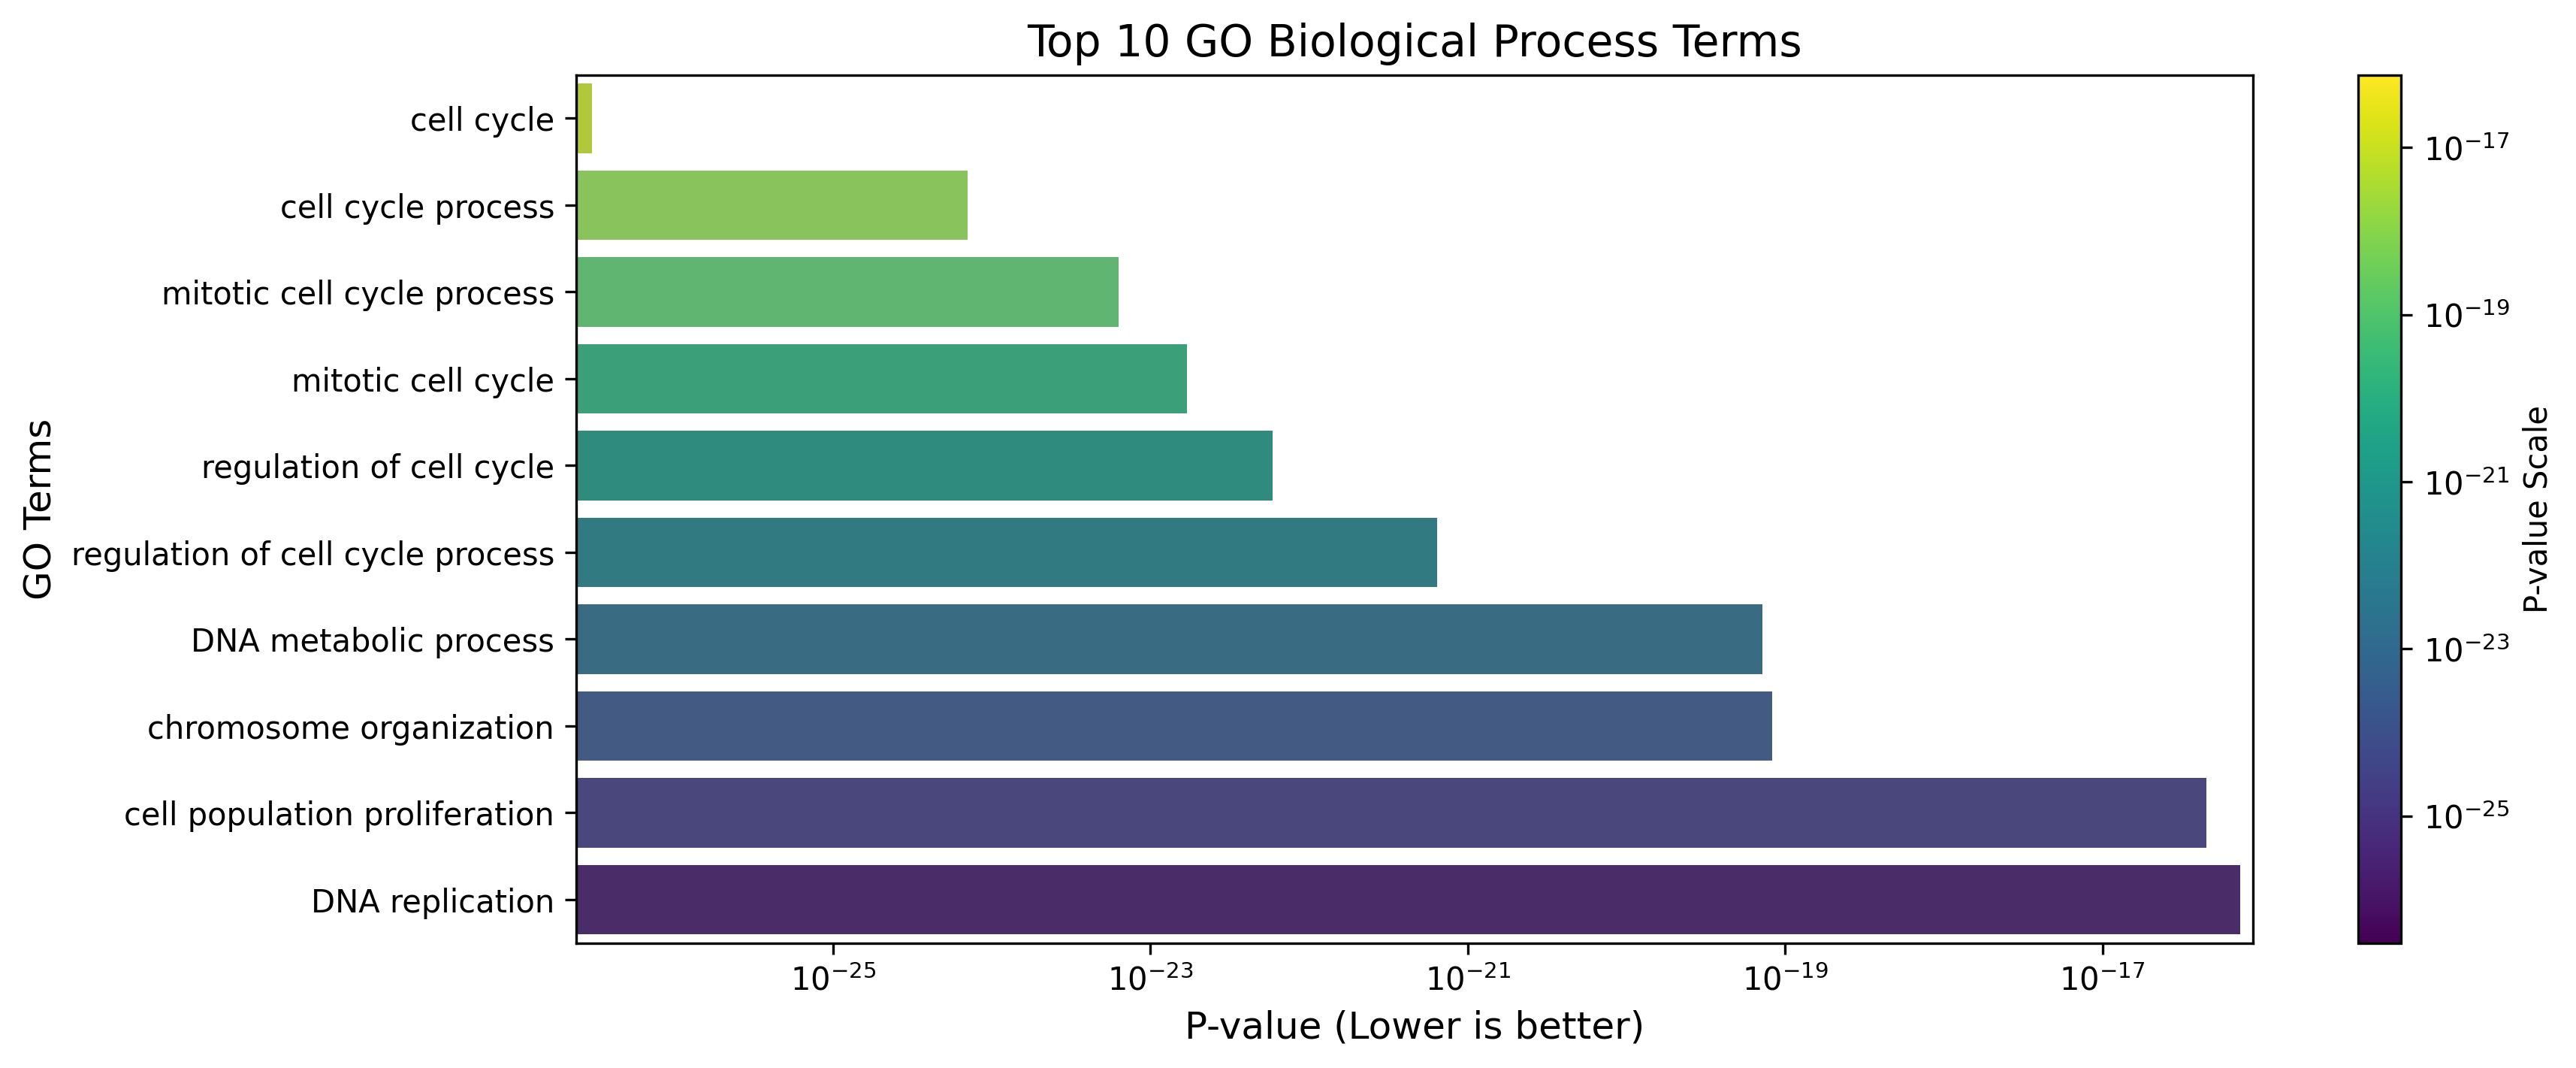 Top 10 GO Biological Process Terms
GO Terms
cell cycle
cell cycle process
mitotic cell cycle process
mitotic cell cycle
regulation of cell cycle
regulation of cell cycle process
DNA metabolic process
chromosome organization
cell population proliferation
DNA replication
10⁻²⁵ 10⁻²³ 10⁻²¹ 10⁻¹⁹ 10⁻¹⁷
P-value (Lower is better)
10⁻¹⁷
10⁻¹⁹
10⁻²¹
10⁻²³
10⁻²⁵
P-value Scale